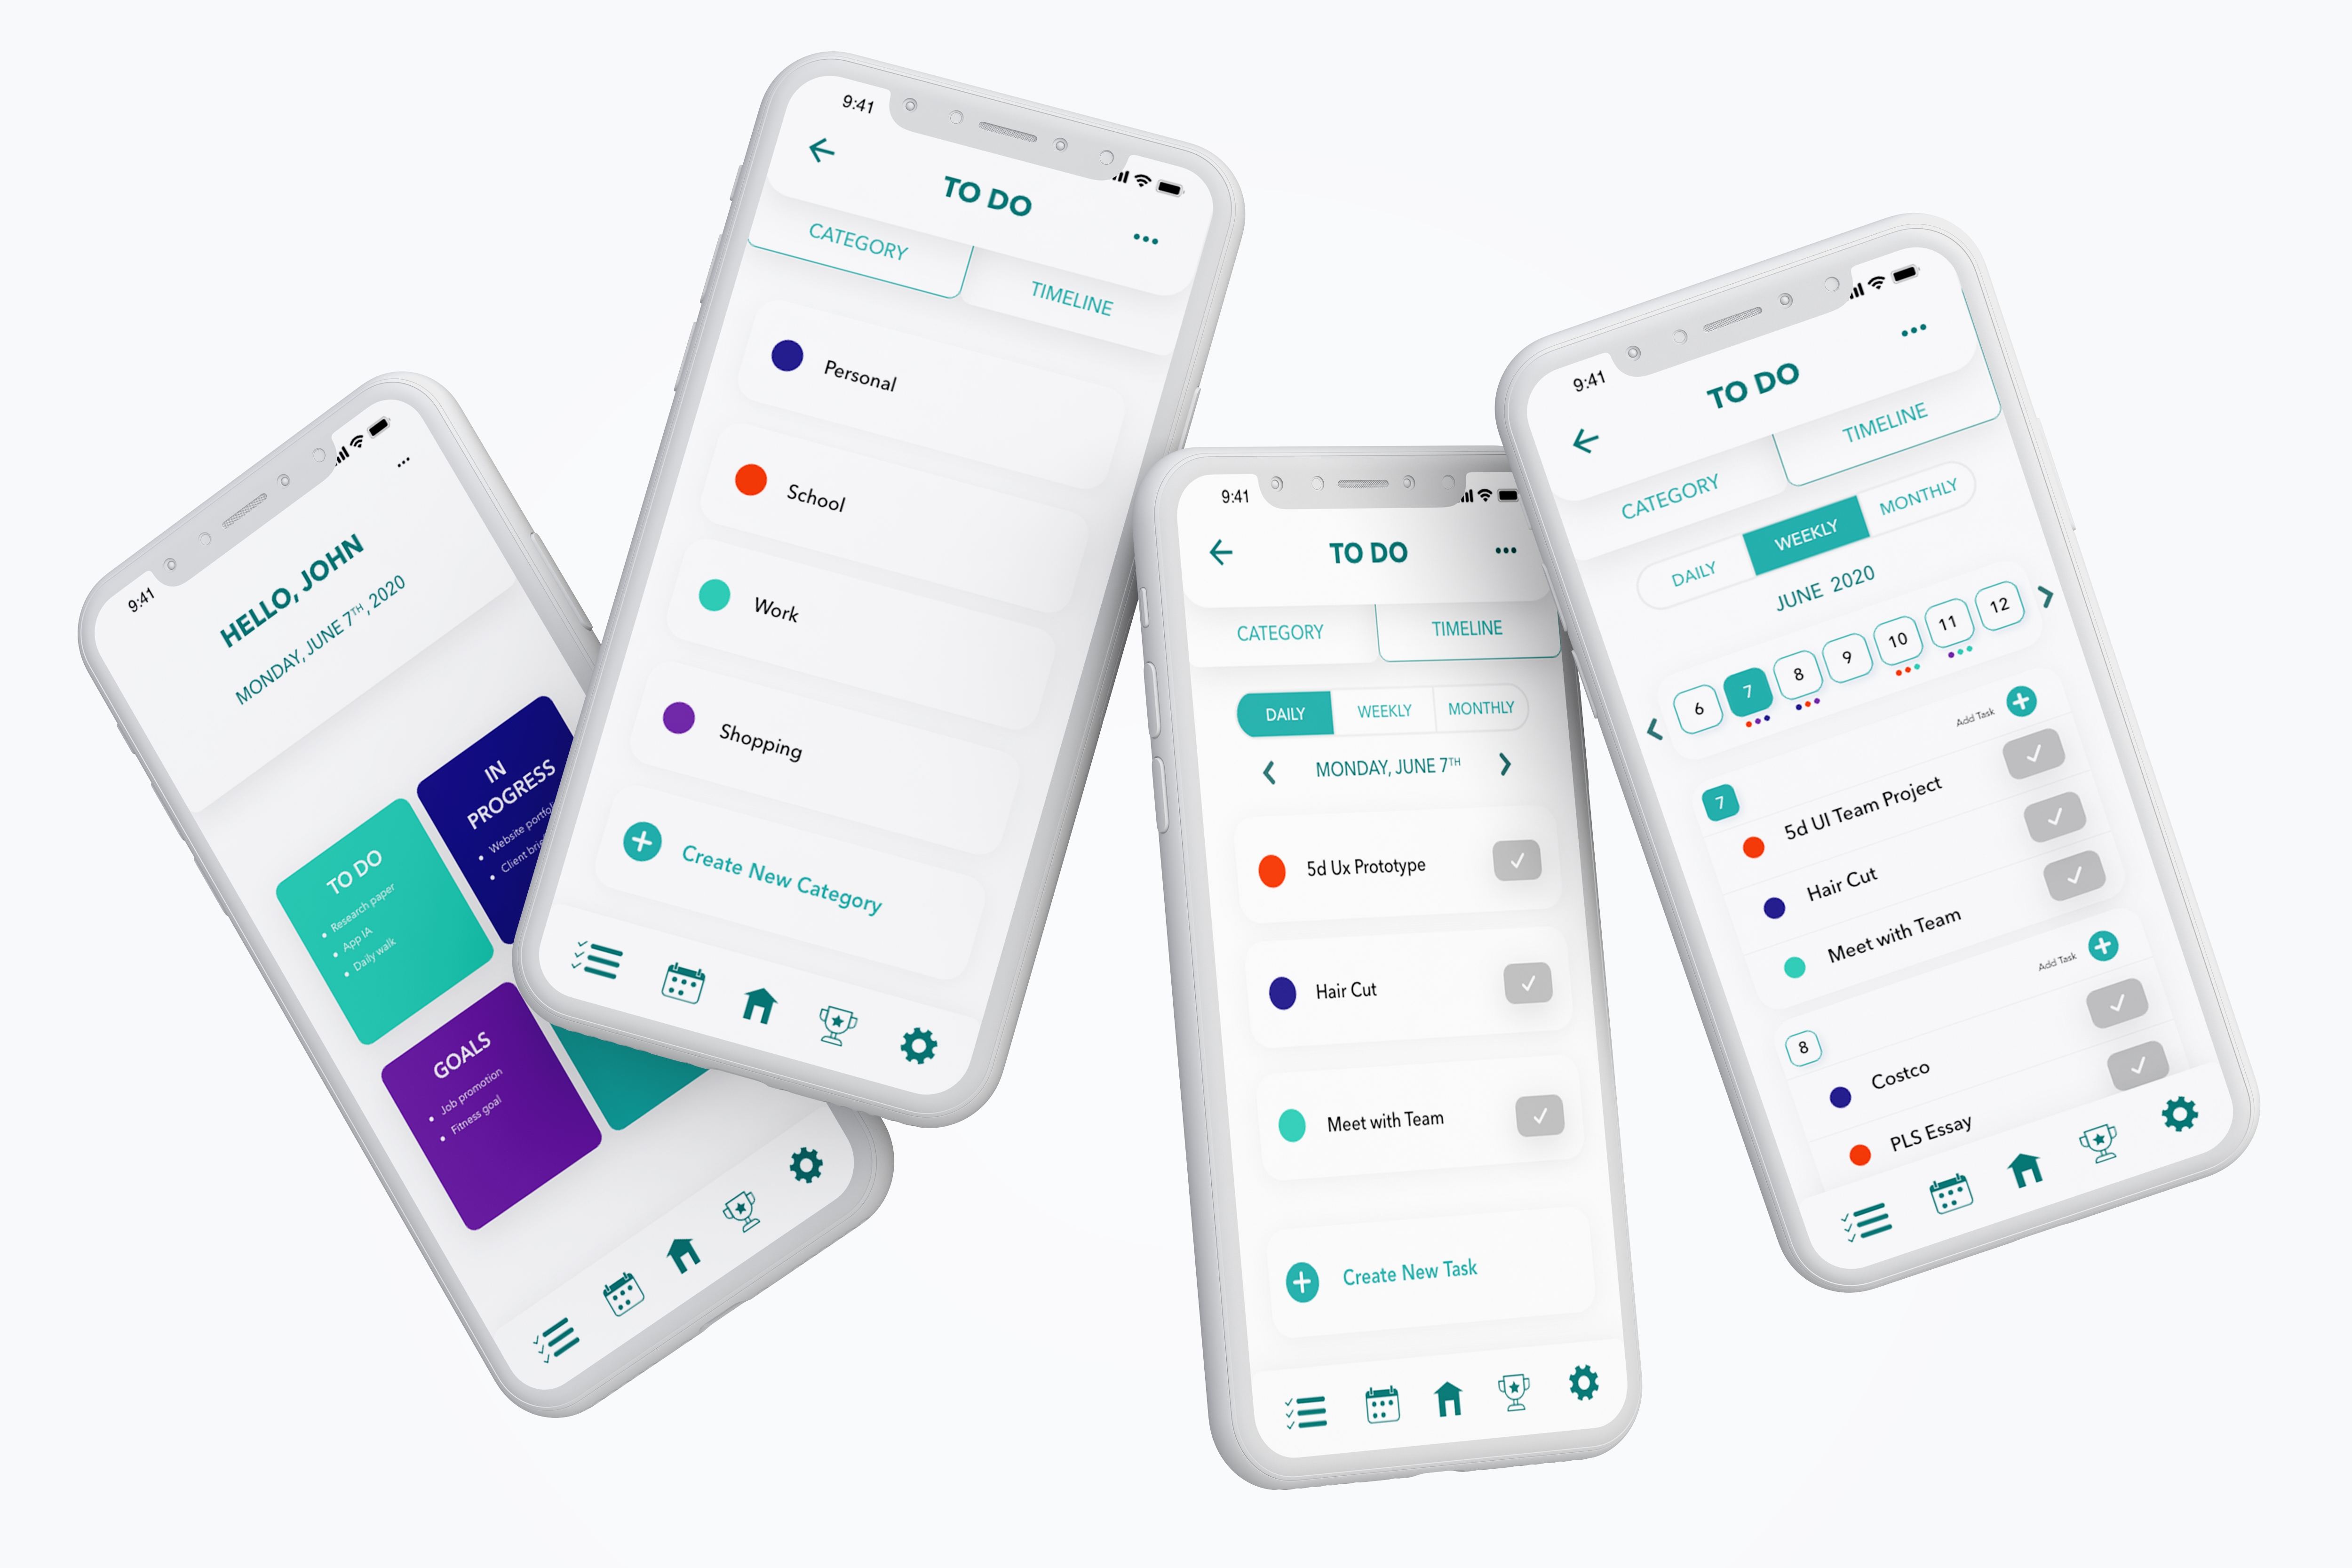 9:41
HELLO, JOHN
MONDAY, JUNE 7TH, 2020
TO DO
• Research paper
• App IA
• Daily walk
IN
PROGRESS
• Website
• Client
GOALS
• Job promotion
• Fitness goal
9:41
TO DO
CATEGORY
TIMELINE
Personal
School
Work
Shopping
Create New Category
9:41
TO DO
CATEGORY
TIMELINE
DAILY
WEEKLY
MONTHLY
MONDAY, JUNE 7TH
5d Ux Prototype
Hair Cut
Meet with Team
Create New Task
9:41
TO DO
CATEGORY
TIMELINE
DAILY
WEEKLY
MONTHLY
JUNE 2020
6 7 8 9 10 11 12
Add Task
7
5d UI Team Project
Hair Cut
Meet with Team
Add Task
8
Costco
PLS Essay